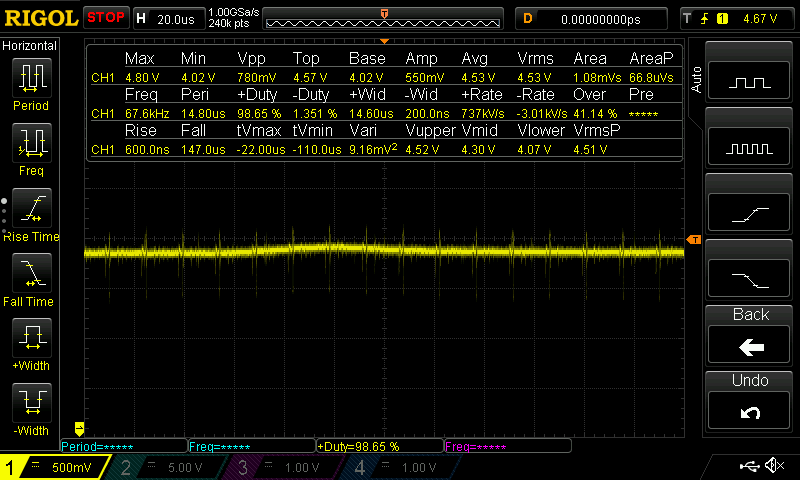 RIGOL STOP H 20.0us 1.00GSa/s 240k pts T D 0.00000000ps T 1 4.67 V
Horizontal
Period
Freq
Rise Time
Fall Time
+Width
-Width
Max Min Vpp Top Base Amp Avg Vrms Area AreaP
CH1 4.80 V 4.02 V 780mV 4.57 V 4.02 V 550mV 4.53 V 4.53 V 1.08mVs 66.8uVs
Freq Peri +Duty -Duty +Wid -Wid +Rate -Rate Over Pre
CH1 67.6kHz 14.80us 98.65 % 1.351 % 14.60us 200.0ns 737kV/s -3.01kV/s 41.14 % *****
Rise Fall tVmax tVmin Vari Vupper Vmid Vlower VrmsP
CH1 600.0ns 147.0us -22.00us -110.0us 9.16mV² 4.52 V 4.30 V 4.07 V 4.51 V
T
Auto
Back
Undo
Period=***** Freq=***** +Duty=98.65 % Freq=*****
1 500mV 2 5.00 V 3 1.00 V 4 1.00 V